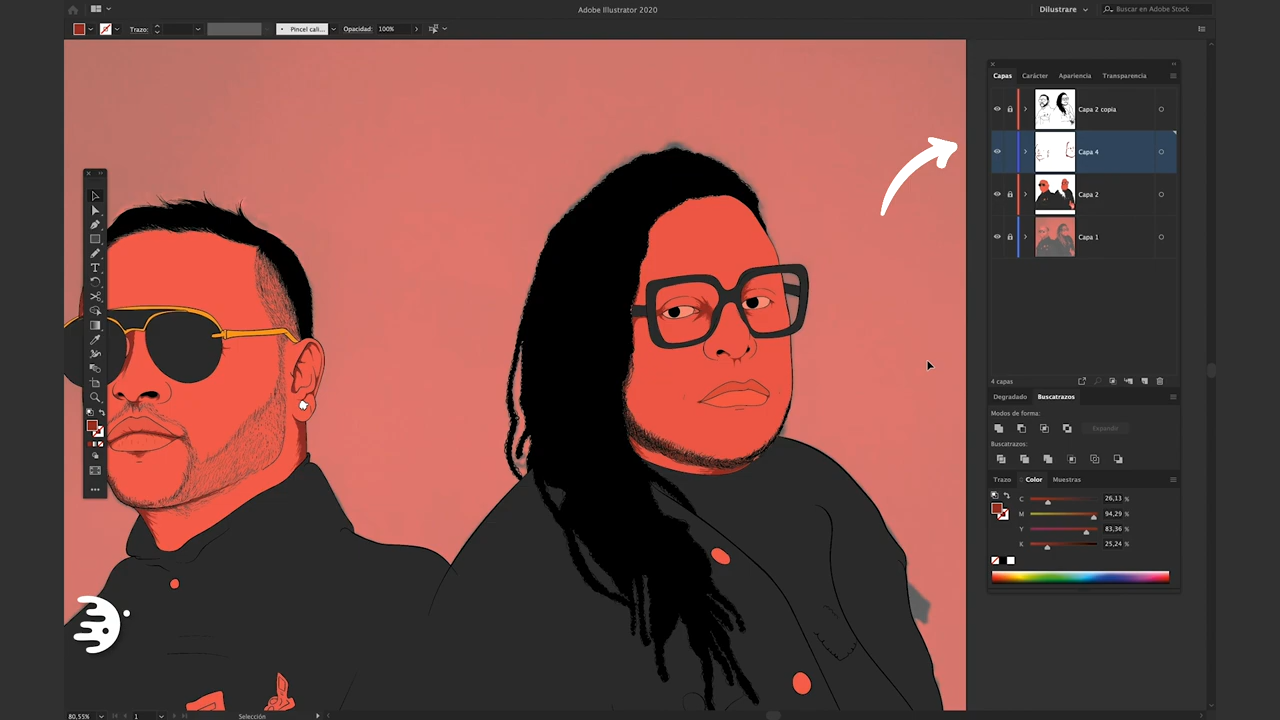 Adobe Illustrator 2020
Dilustrare
Buscar en Adobe Stock
Trazo:
Pincel cali...
Opacidad: 100%
Capas Carácter Apariencia Transparencia
Capa 2 copia
Capa 4
Capa 2
Capa 1
4 capas
Degradado Buscatrazos
Modos de forma:
Expandir
Buscatrazos:
Trazo Color Muestras
C 26,13 %
M 94,29 %
Y 83,36 %
K 25,24 %
80,55% 1 Selección